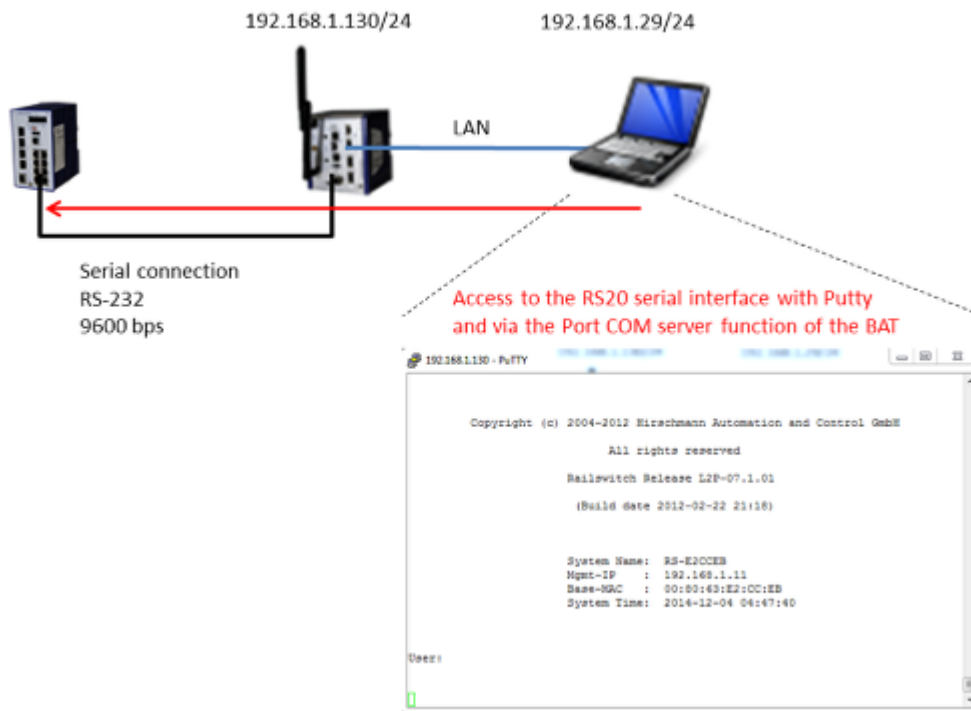 192.168.1.130/24
192.168.1.29/24
LAN
Serial connection
RS-232
9600 bps
Access to the RS20 serial interface with Putty
and via the Port COM server function of the BAT
192.168.1.130 - PuTTY
Copyright (c) 2004-2012 Hirschmann Automation and Control GmbH
All rights reserved
Railswitch Release L2P-07.1.01
(Build date 2012-02-22 21:18)
System Name: RS-E2CCEB
Mgmt-IP : 192.168.1.11
Base-MAC : 00:80:63:E2:CC:EB
System Time: 2014-12-04 04:47:40
User: